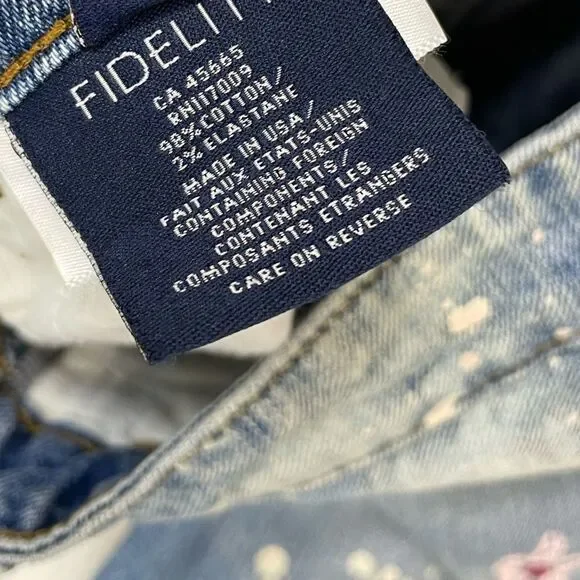 FIDELITY
CA 45665
RN117009
98% COTTON/
2% ELASTANE
MADE IN USA/
FAIT AUX ETATS-UNIS
CONTAINING FOREIGN
COMPONENTS/
CONTENANT LES
COMPOSANTS ETRANGERS
CARE ON REVERSE